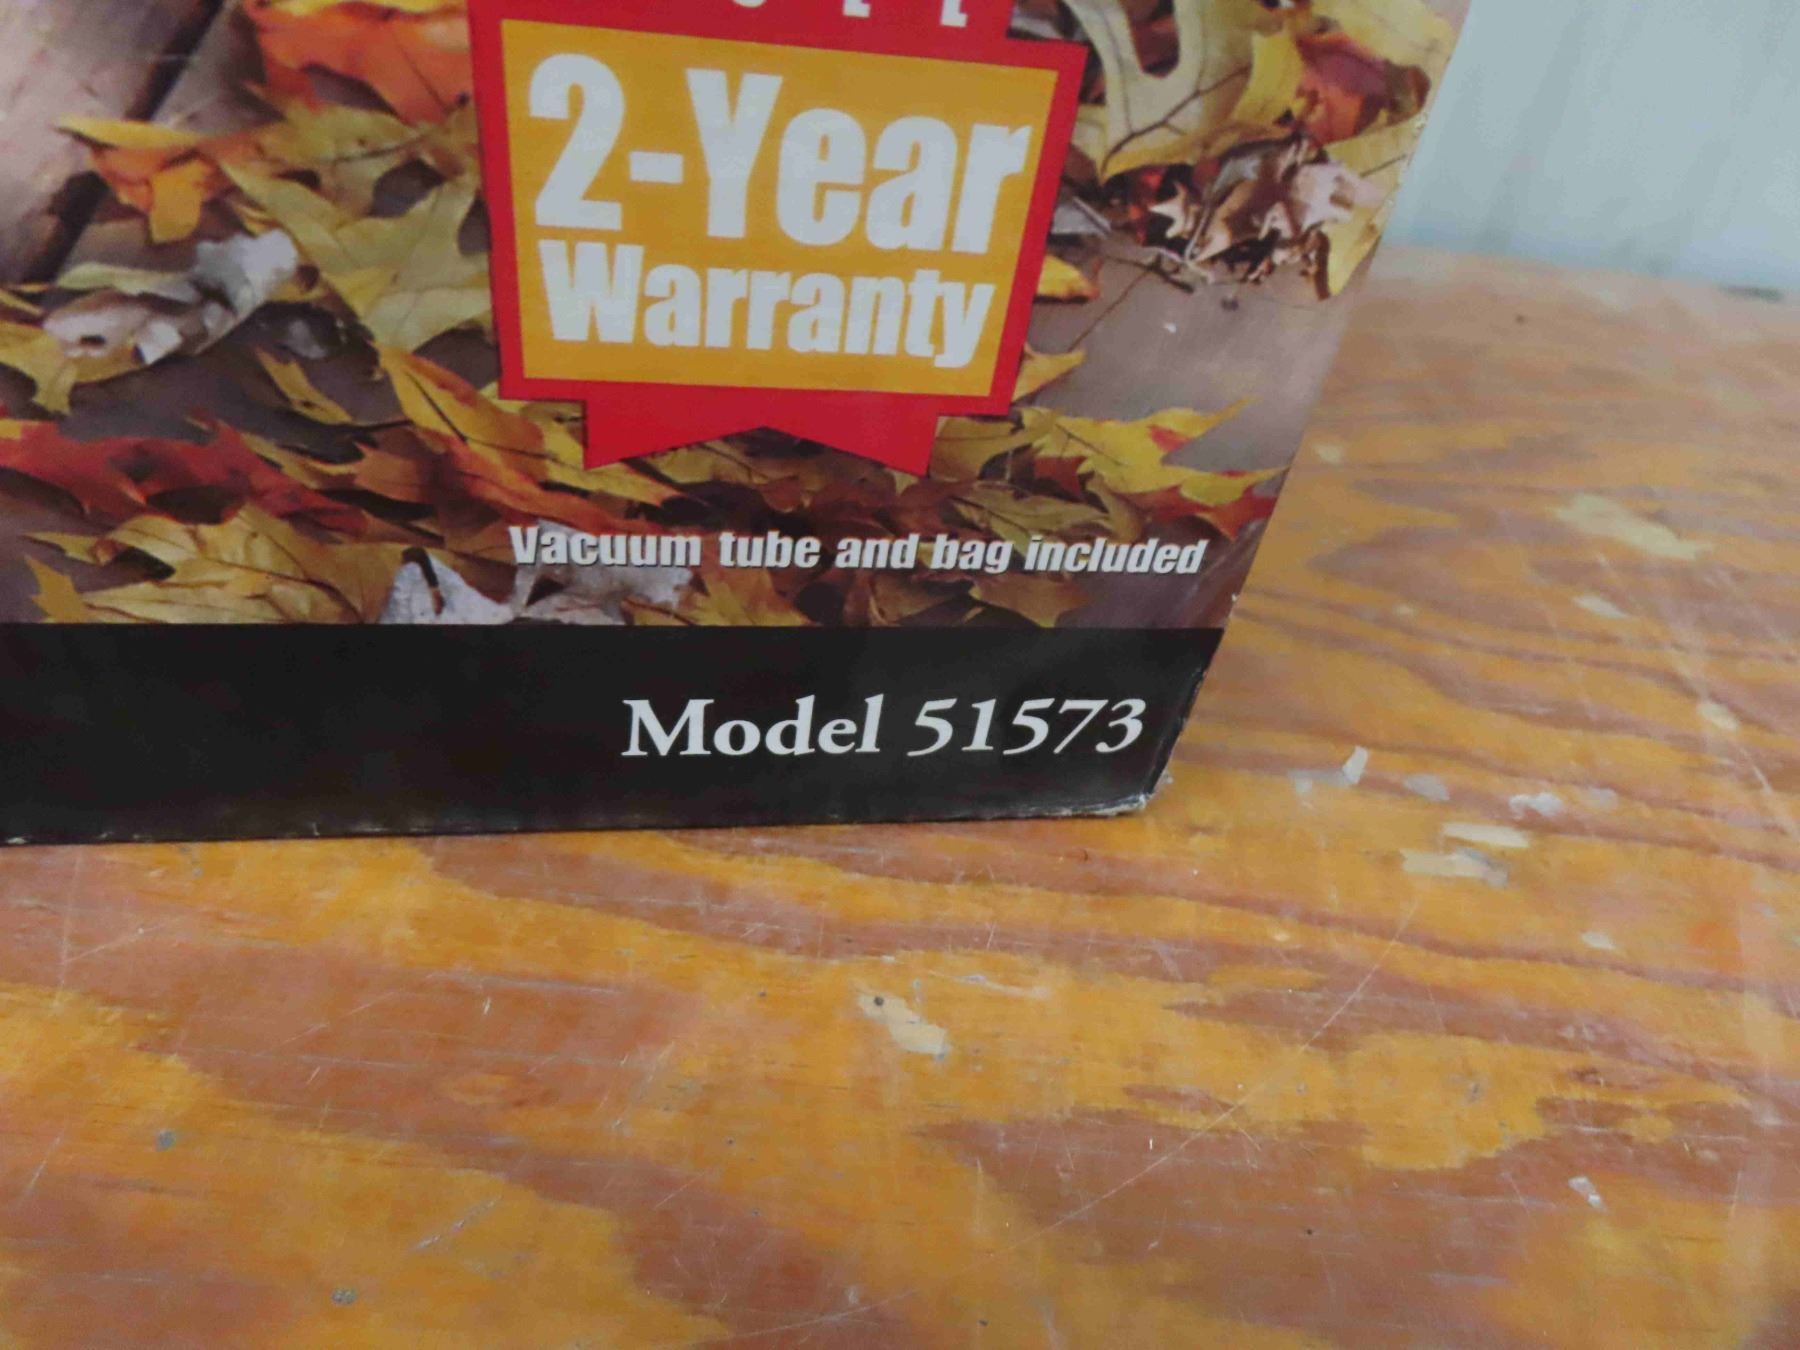 2-Year
Warranty
Vacuum tube and bag included
Model 51573